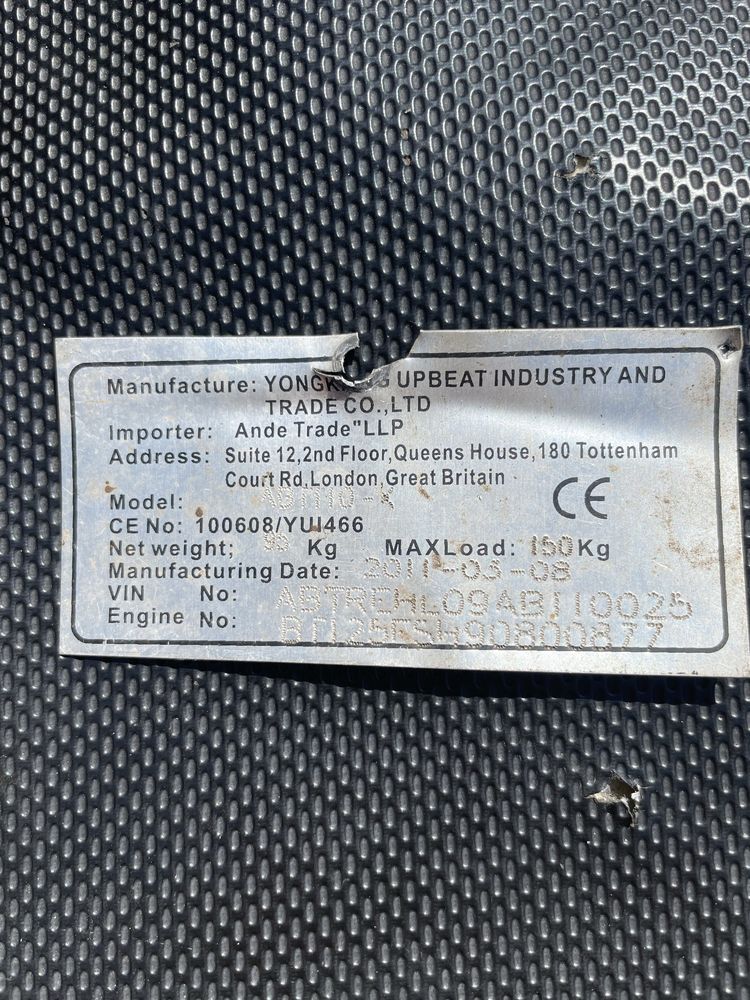 Manufacture: UPBEAT INDUSTRY AND
TRADE CO.,LTD
Importer: Ande Trade"LLP
Address: Suite 12,2nd Floor,Queens House,180 Tottenham
Court Rd,London,Great Britain
Model:
CE
CE No: 100608/YUI466
Net weight; Kg MAXLoad: 150Kg
Manufacturing Date: 2011-03-08
VIN No: ABTREHL09AB110025
Engine No: